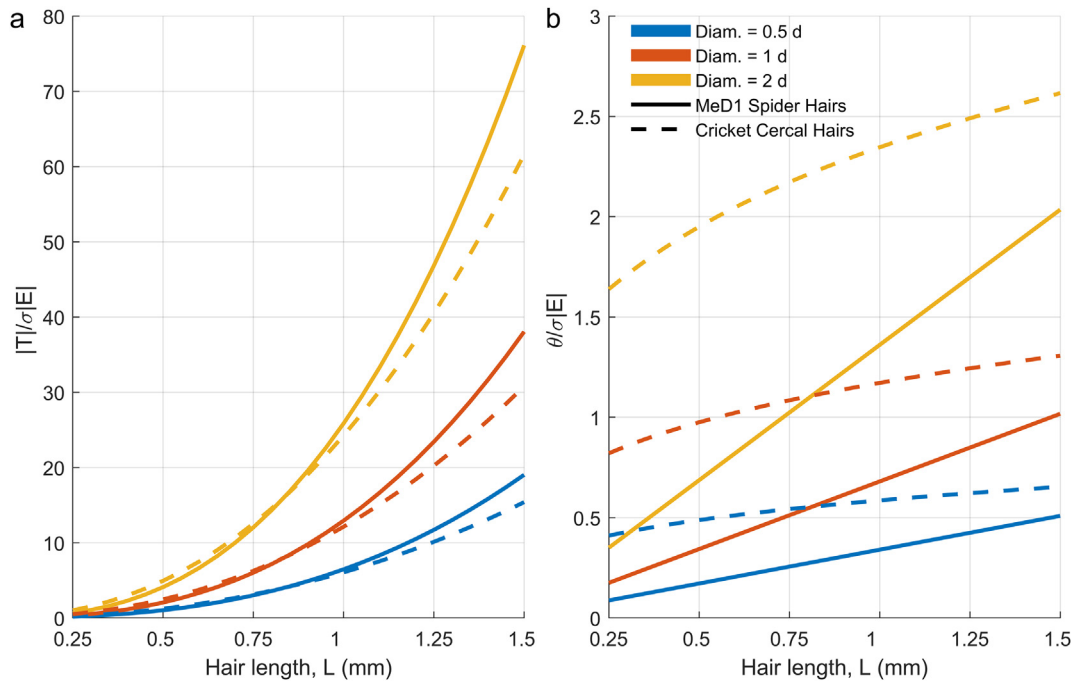 a
80
70
60
50
40
30
20
10
0
0.25
0.5
0.75
1
1.25
1.5
|T|/σ|E|
Hair length, L (mm)
b
3
2.5
2
1.5
1
0.5
0
0.25
0.5
0.75
1
1.25
1.5
θ/σ|E|
Hair length, L (mm)
Diam. = 0.5 d
Diam. = 1 d
Diam. = 2 d
MeD1 Spider Hairs
Cricket Cercal Hairs